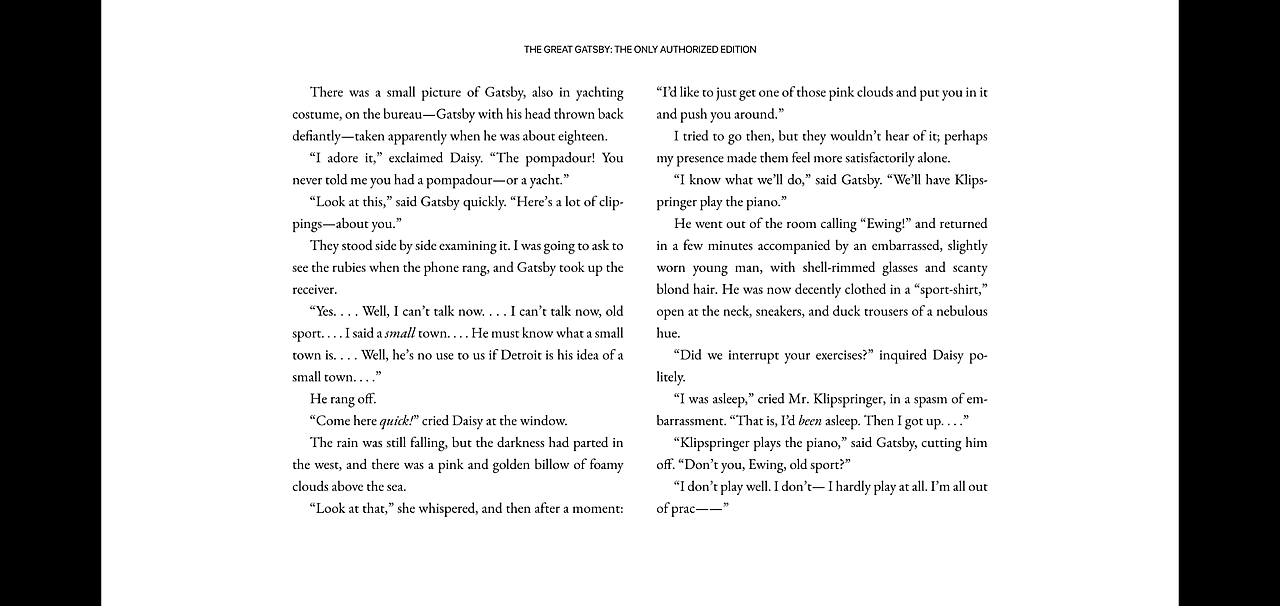 THE GREAT GATSBY: THE ONLY AUTHORIZED EDITION
There was a small picture of Gatsby, also in yachting
costume, on the bureau—Gatsby with his head thrown back
defiantly—taken apparently when he was about eighteen.
“I adore it,” exclaimed Daisy. “The pompadour! You
never told me you had a pompadour—or a yacht.”
“Look at this,” said Gatsby quickly. “Here’s a lot of clip-
pings—about you.”
They stood side by side examining it. I was going to ask to
see the rubies when the phone rang, and Gatsby took up the
receiver.
“Yes. . . . Well, I can’t talk now. . . . I can’t talk now, old
sport. . . . I said a small town. . . . He must know what a small
town is. . . . Well, he’s no use to us if Detroit is his idea of a
small town. . . .”
He rang off.
“Come here quick!” cried Daisy at the window.
The rain was still falling, but the darkness had parted in
the west, and there was a pink and golden billow of foamy
clouds above the sea.
“Look at that,” she whispered, and then after a moment:
“I’d like to just get one of those pink clouds and put you in it
and push you around.”
I tried to go then, but they wouldn’t hear of it; perhaps
my presence made them feel more satisfactorily alone.
“I know what we’ll do,” said Gatsby. “We’ll have Klips-
pringer play the piano.”
He went out of the room calling “Ewing!” and returned
in a few minutes accompanied by an embarrassed, slightly
worn young man, with shell-rimmed glasses and scanty
blond hair. He was now decently clothed in a “sport-shirt,”
open at the neck, sneakers, and duck trousers of a nebulous
hue.
“Did we interrupt your exercises?” inquired Daisy po-
litely.
“I was asleep,” cried Mr. Klipspringer, in a spasm of em-
barrassment. “That is, I’d been asleep. Then I got up. . . .”
“Klipspringer plays the piano,” said Gatsby, cutting him
off. “Don’t you, Ewing, old sport?”
“I don’t play well. I don’t— I hardly play at all. I’m all out
of prac——”